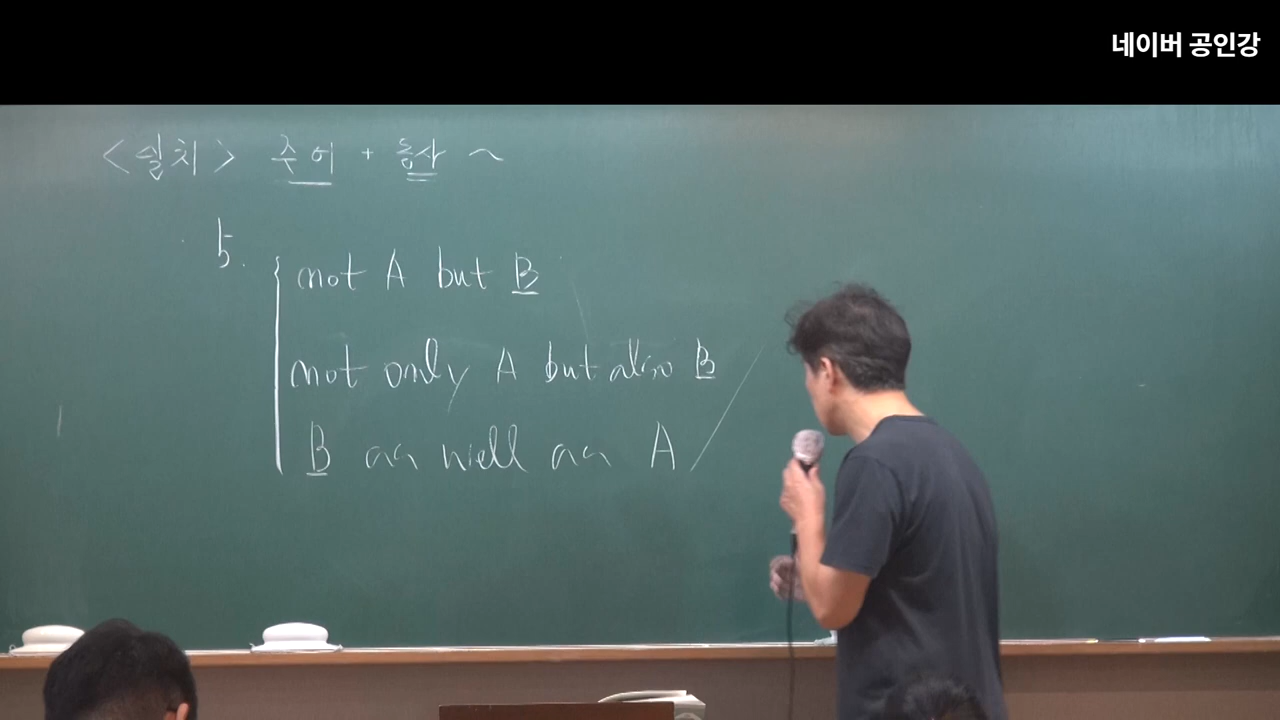 네이버 공인강
<일치> 주어 + 동사 ~
5.
not A but B
not only A but also B
B as well as A